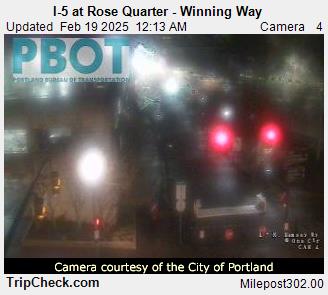 I-5 at Rose Quarter - Winning Way
Updated Feb 19 2025 12:13 AM Camera 4
PBOT
PORTLAND BUREAU OF TRANSPORTATION
Camera courtesy of the City of Portland
TripCheck.com Milepost302.00